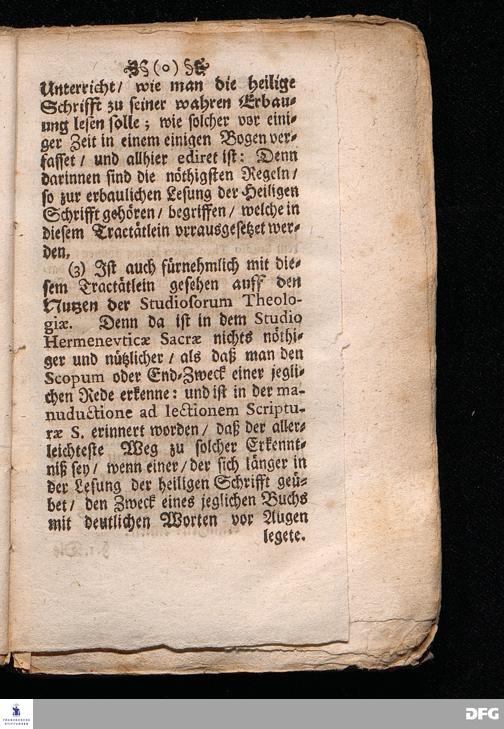 (o)
Unterricht/ wie man die heilige
Schrifft zu seiner wahren Erbau-
ung lesen solle; wie solcher vor eini-
ger Zeit in einem einigen Bogen ver-
fasset/ und allhier ediret ist: Denn
darinnen sind die nöthigsten Regeln/
so zur erbaulichen Lesung der Heiligen
Schrifft gehören/ begriffen/ welche in
diesem Tractätlein vrrausgesetzet wer-
den,
(3) Ist auch fürnehmlich mit die-
sem Tractätlein gesehen auff den
Nutzen der Studiosorum Theolo-
giæ. Denn da ist in dem Studio
Hermenevticæ Sacræ nichts nöthi-
ger und nützlicher/ als daß man den
Scopum oder End-Zweck einer jegli-
chen Rede erkenne: und ist in der ma-
nuductione ad lectionem Scriptu-
ræ S. erinnert worden/ daß der aller-
leichteste Weg zu solcher Erkennt-
niß sey/ wenn einer/ der sich länger in
der Lesung der heiligen Schrifft geü-
bet/ den Zweck eines jeglichen Buchs
mit deutlichen Worten vor Augen
legete.
FRANCKESCHE
STIFTUNGEN
DFG